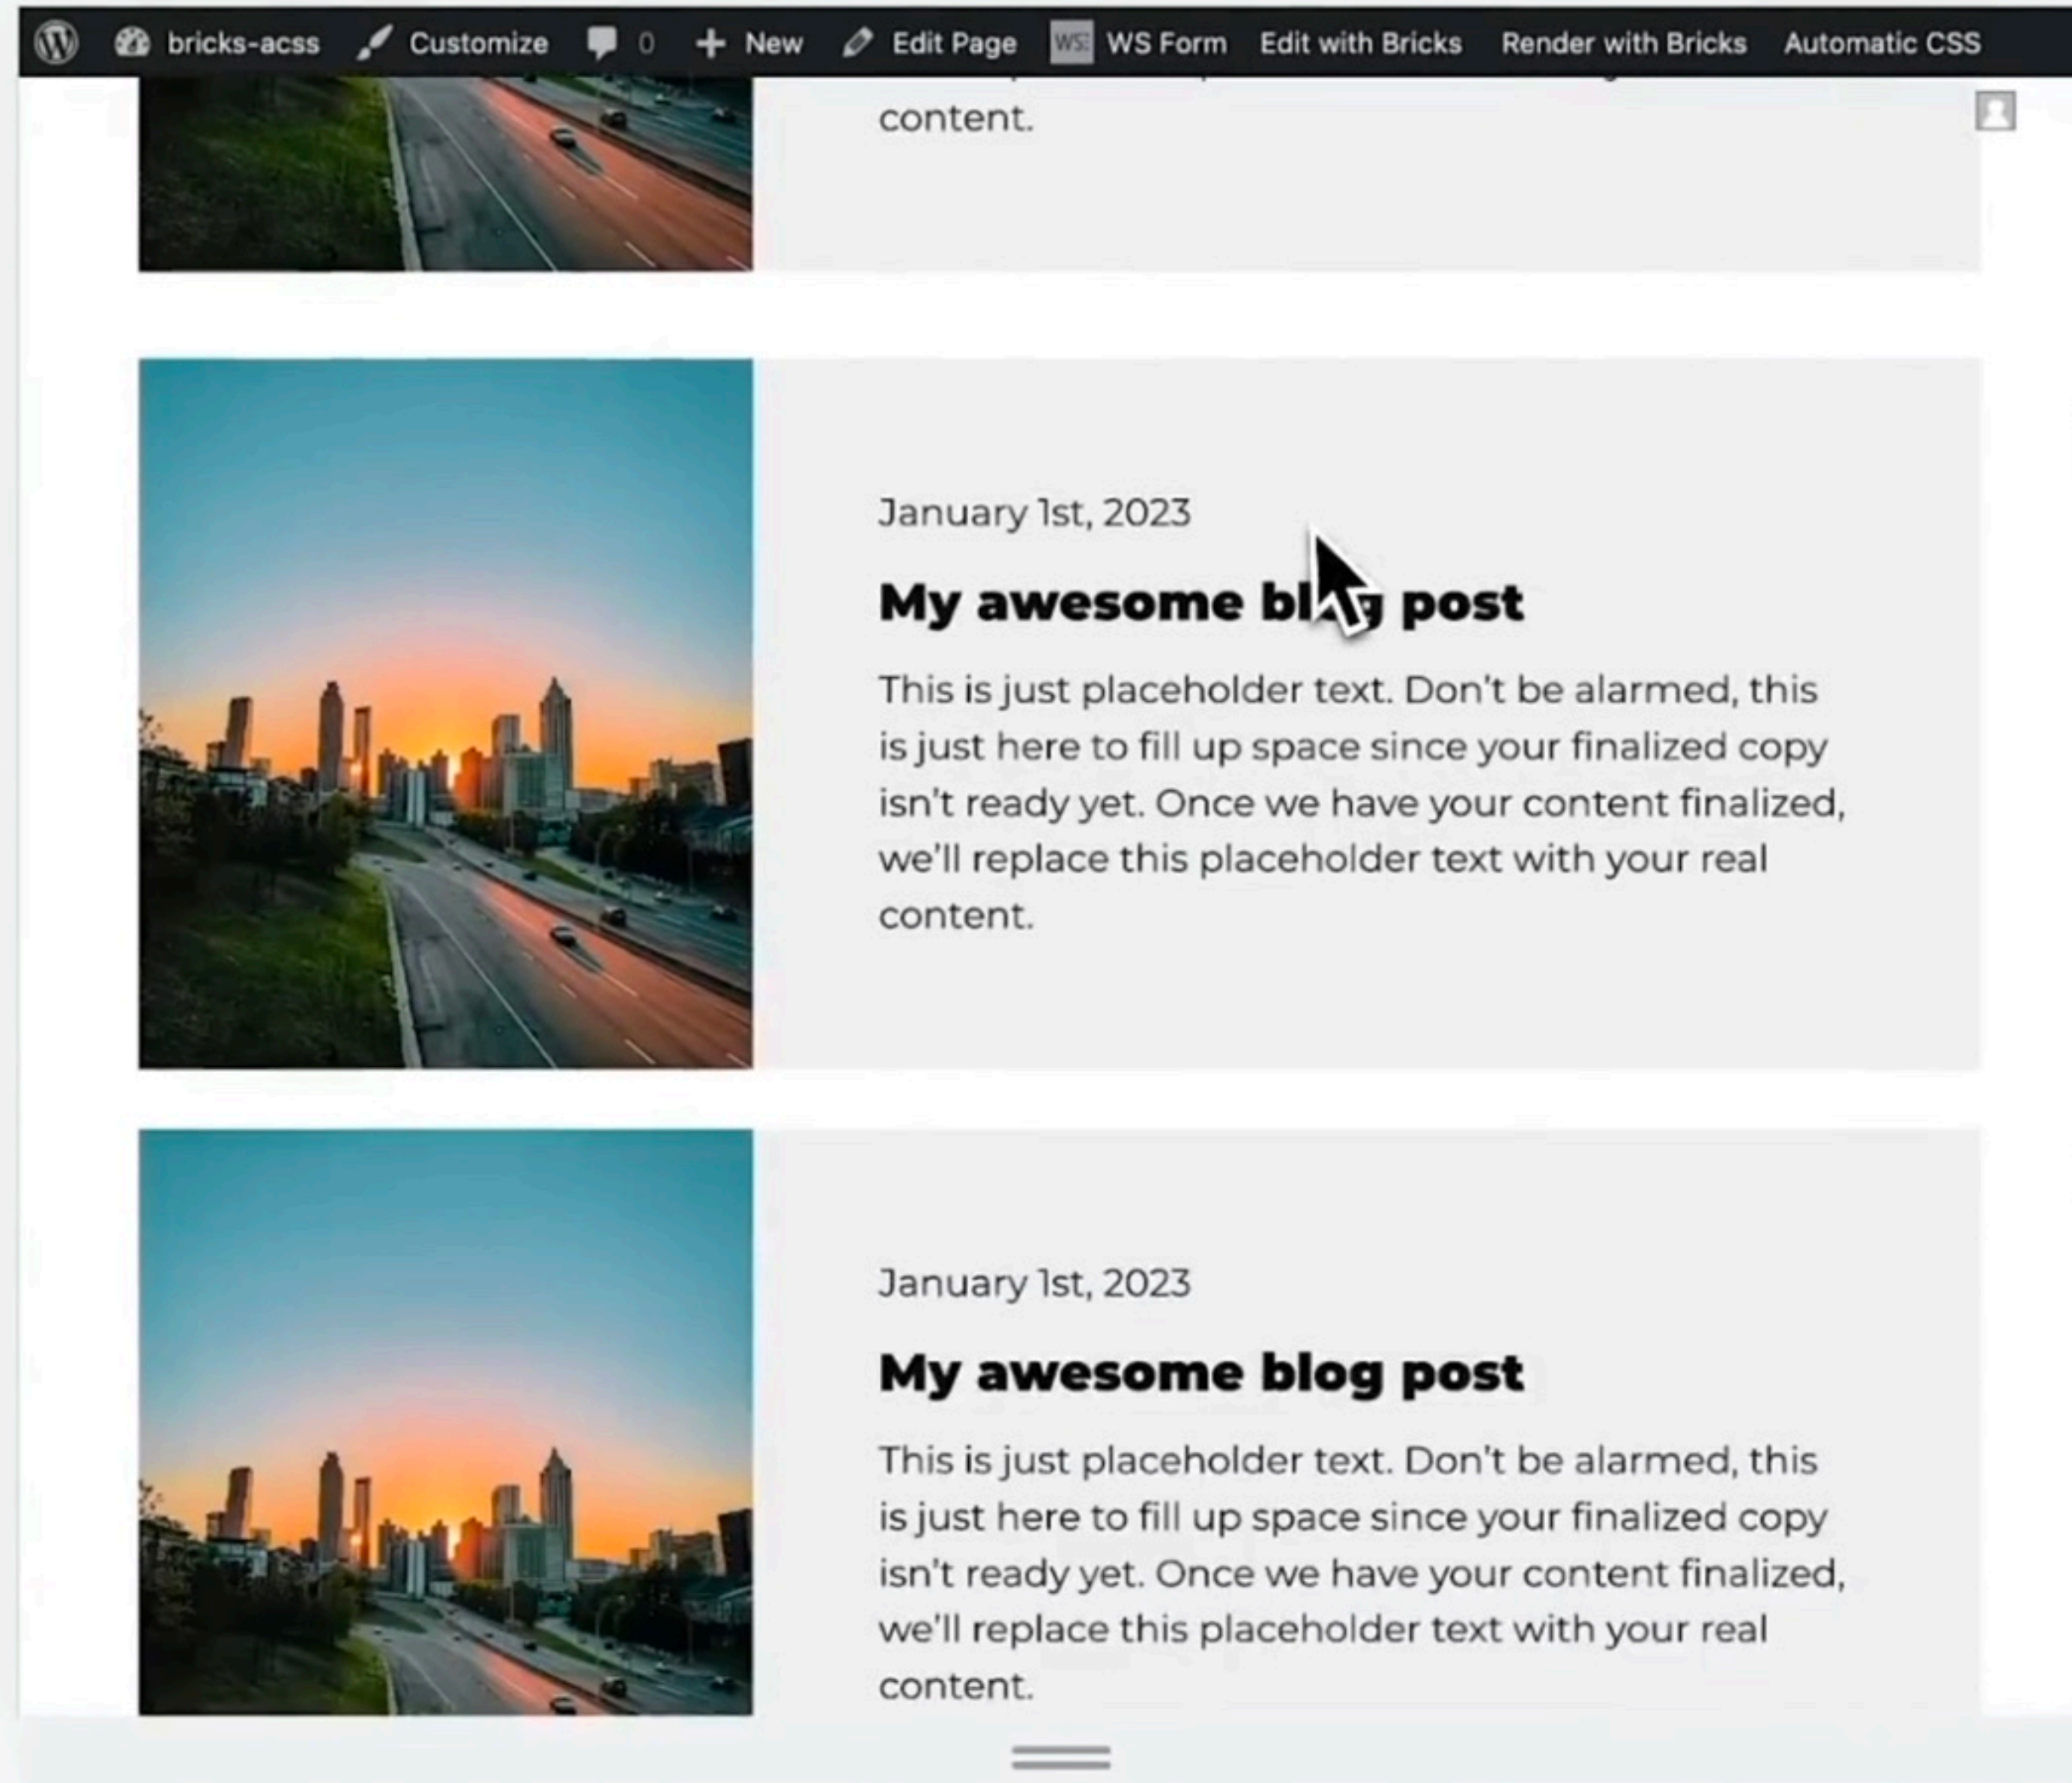 bricks-acss Customize 0 New Edit Page WS WS Form Edit with Bricks Render with Bricks Automatic CSS
content.
January 1st, 2023
My awesome blog post
This is just placeholder text. Don't be alarmed, this
is just here to fill up space since your finalized copy
isn't ready yet. Once we have your content finalized,
we'll replace this placeholder text with your real
content.
January 1st, 2023
My awesome blog post
This is just placeholder text. Don't be alarmed, this
is just here to fill up space since your finalized copy
isn't ready yet. Once we have your content finalized,
we'll replace this placeholder text with your real
content.